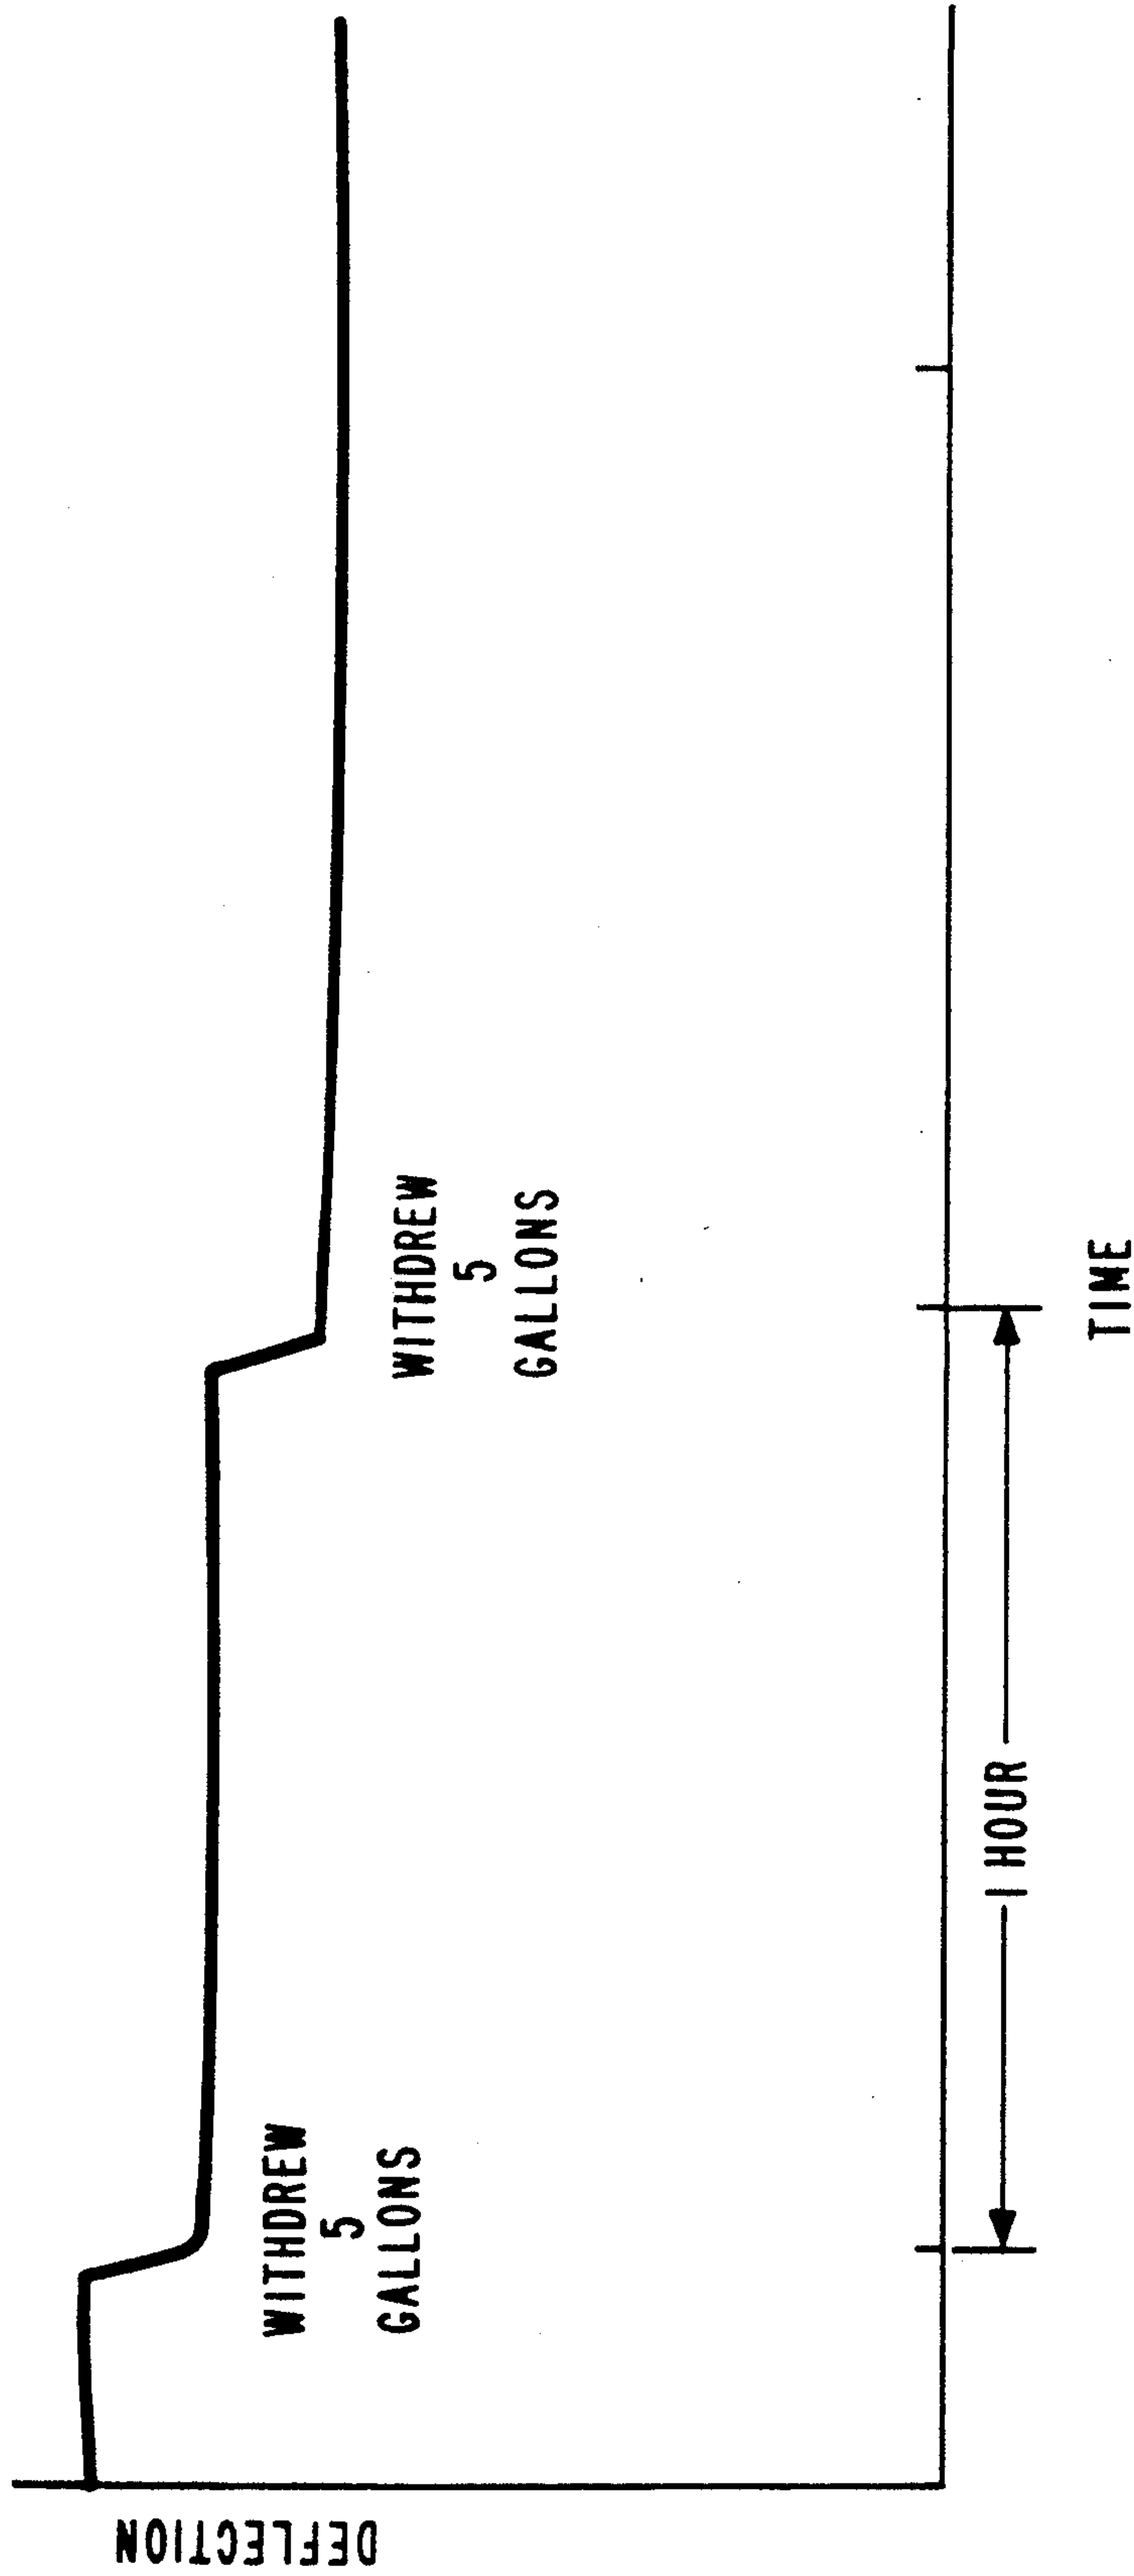 DEFLECTION
WITHDREW
5
GALLONS
WITHDREW
5
GALLONS
1 HOUR
TIME